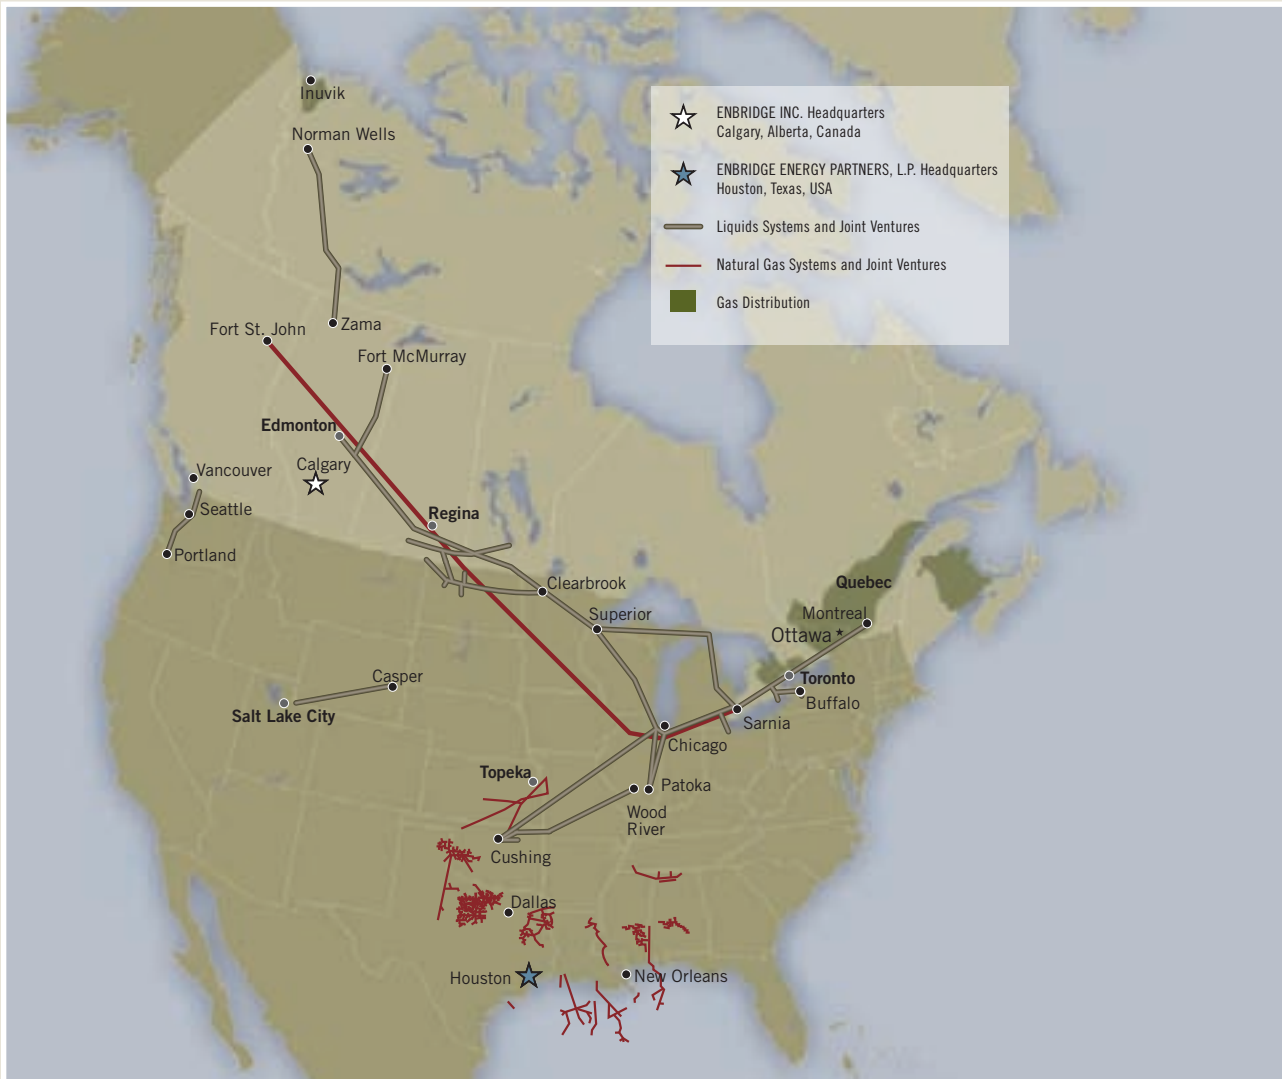 Inuvik
Norman Wells
ENBRIDGE INC. Headquarters
Calgary, Alberta, Canada
ENBRIDGE ENERGY PARTNERS, L.P. Headquarters
Houston, Texas, USA
Liquids Systems and Joint Ventures
Natural Gas Systems and Joint Ventures
Gas Distribution
Zama
Fort St. John
Fort McMurray
Edmonton
Calgary
Vancouver
Seattle
Regina
Portland
Clearbrook
Quebec
Superior
Montreal
Ottawa
Casper
Toronto
Buffalo
Salt Lake City
Sarnia
Chicago
Topeka
Patoka
Wood
River
Cushing
Dallas
Houston
New Orleans